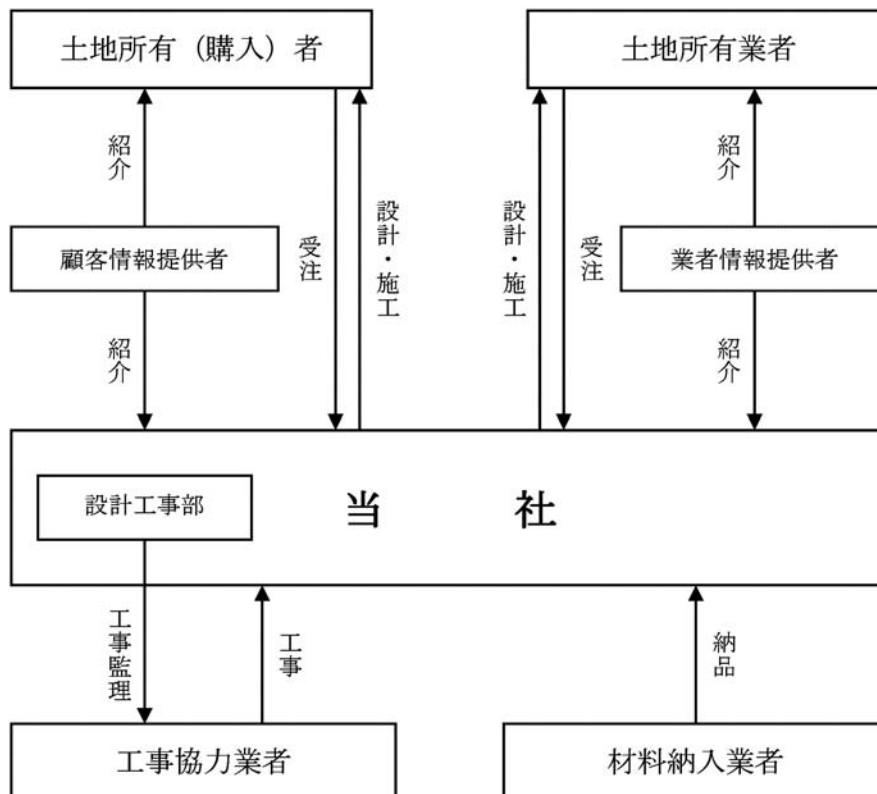 土地所有（購入）者
土地所有業者
紹介
受注
設計・施工
設計・施工
受注
紹介
顧客情報提供者
業者情報提供者
紹介
紹介
設計工事部
当社
工事監理
工事
納品
工事協力業者
材料納入業者